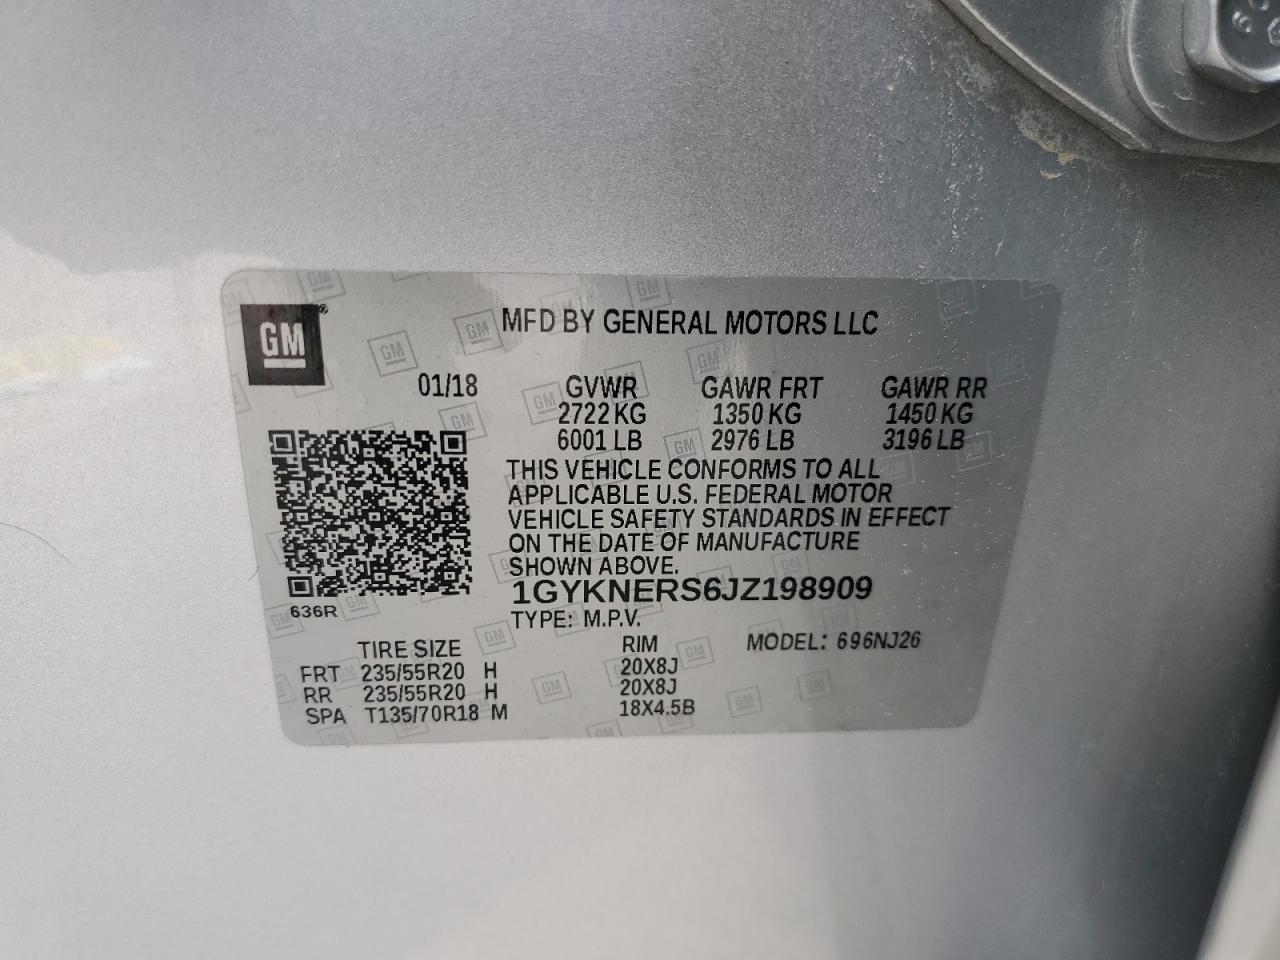 GM
MFD BY GENERAL MOTORS LLC
01/18 GVWR GAWR FRT GAWR RR
2722 KG 1350 KG 1450 KG
6001 LB 2976 LB 3196 LB
THIS VEHICLE CONFORMS TO ALL
APPLICABLE U.S. FEDERAL MOTOR
VEHICLE SAFETY STANDARDS IN EFFECT
ON THE DATE OF MANUFACTURE
SHOWN ABOVE.
1GYKNERS6JZ198909
636R
TYPE: M.P.V.
TIRE SIZE RIM MODEL: 696NJ26
FRT 235/55R20 H 20X8J
RR 235/55R20 H 20X8J
SPA T135/70R18 M 18X4.5B